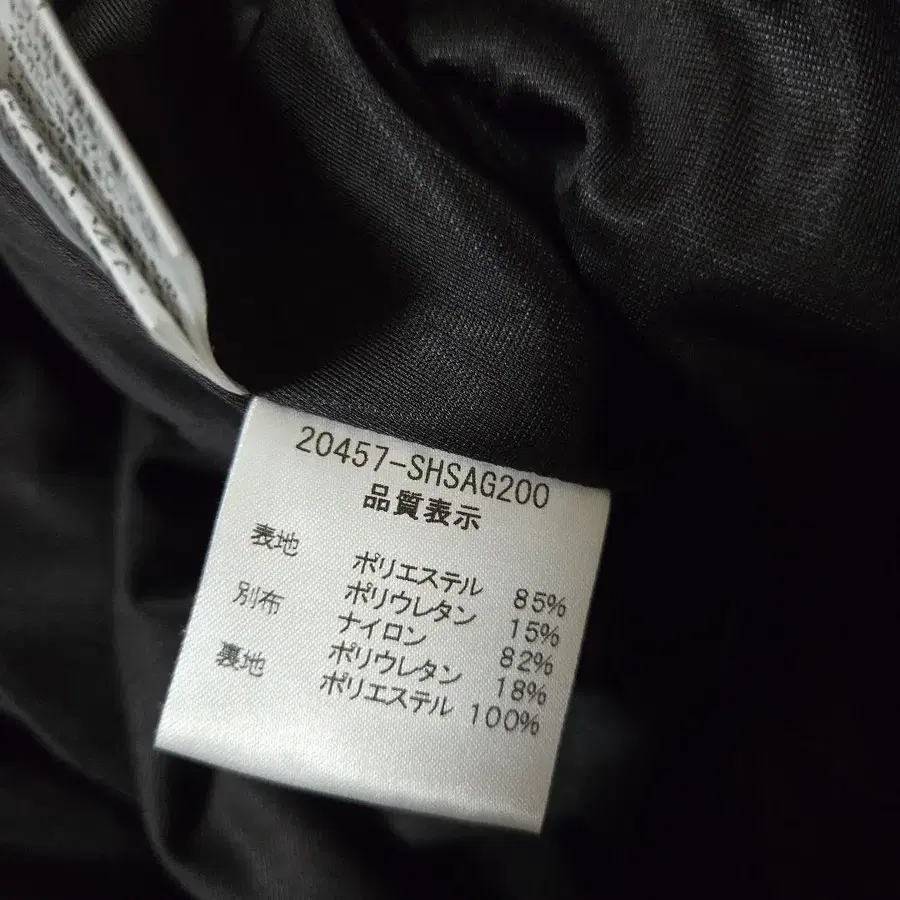 20457-SHSAG200
品質表示
表地 ポリエステル 85%
ポリウレタン 15%
別布 ナイロン 82%
ポリウレタン 18%
裏地 ポリエステル 100%